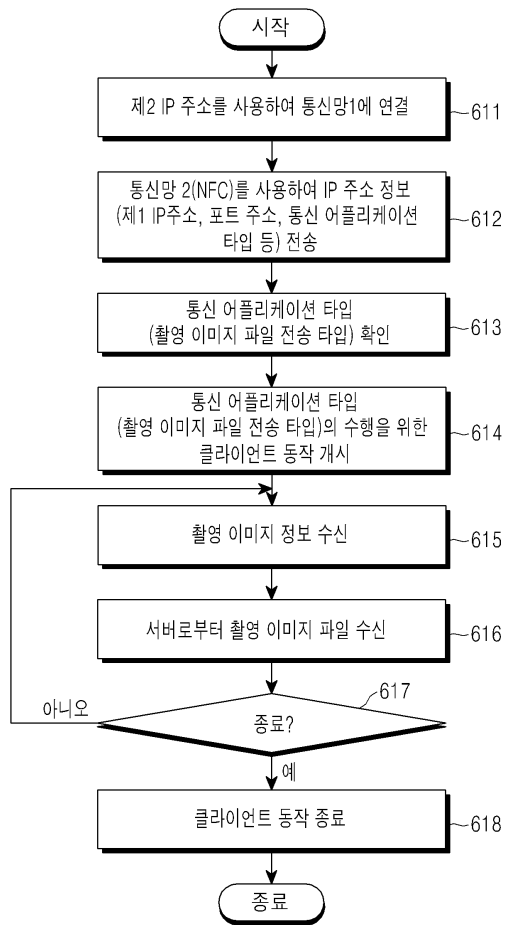 시작
제2 IP 주소를 사용하여 통신망1에 연결
611
통신망 2(NFC)를 사용하여 IP 주소 정보
(제1 IP주소, 포트 주소, 통신 어플리케이션
타입 등) 전송
612
통신 어플리케이션 타입
(촬영 이미지 파일 전송 타입) 확인
613
통신 어플리케이션 타입
(촬영 이미지 파일 전송 타입)의 수행을 위한
클라이언트 동작 개시
614
촬영 이미지 정보 수신
615
서버로부터 촬영 이미지 파일 수신
616
617
아니오
종료?
예
클라이언트 동작 종료
618
종료